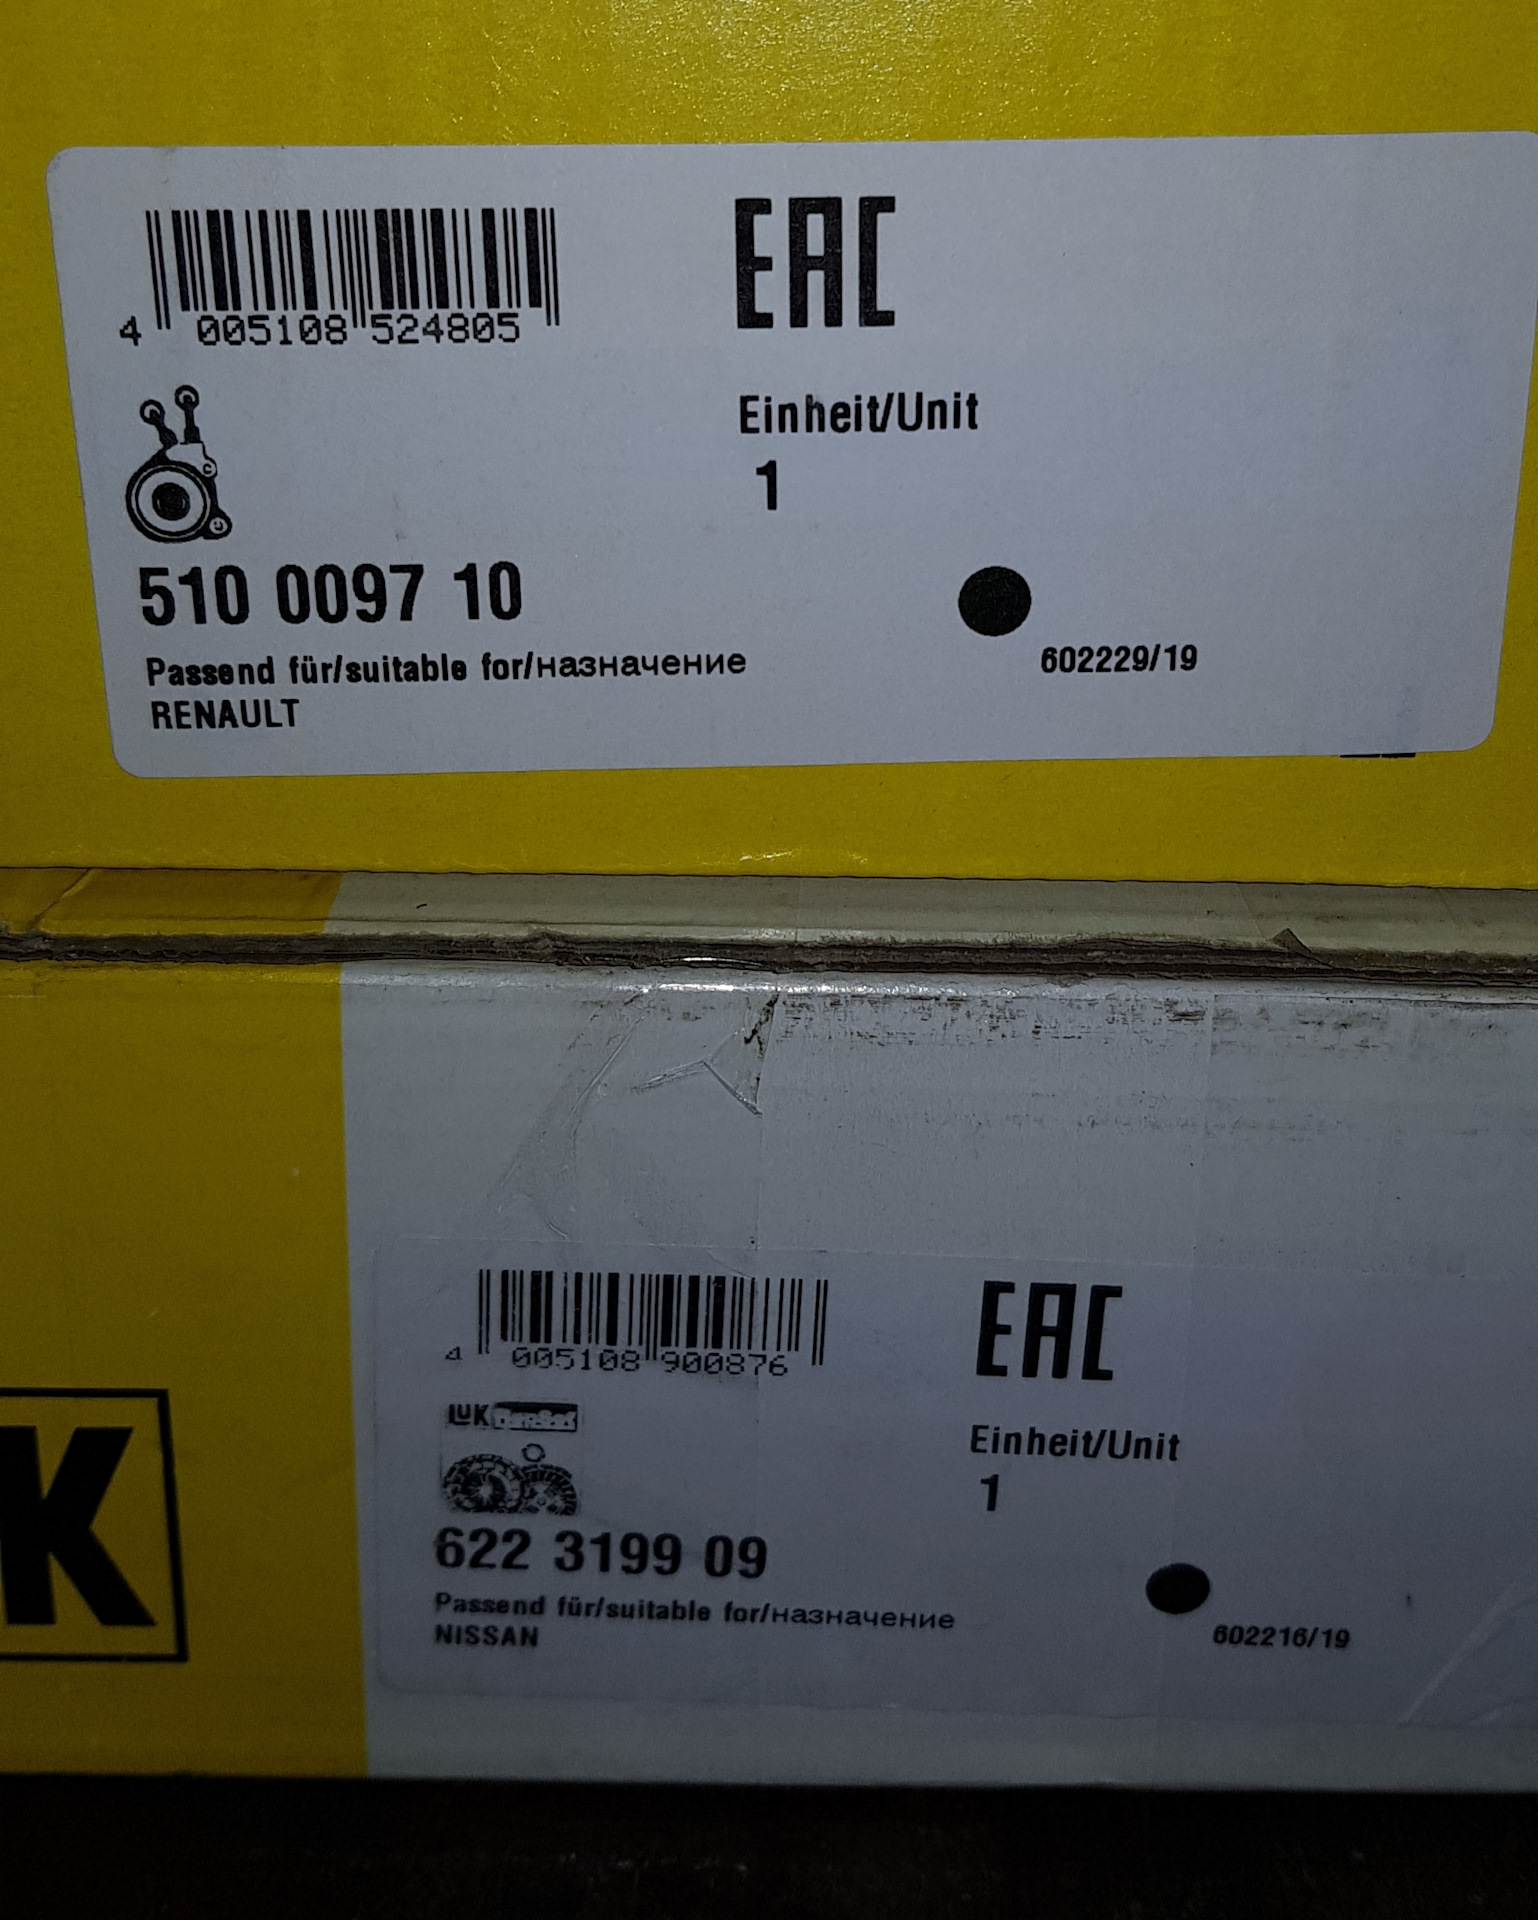 4 005108 524805
EAC
Einheit/Unit
1
510 0097 10
Passend für/suitable for/назначение
RENAULT
602229/19
4 005108 900876
EAC
LuK
Einheit/Unit
1
622 3199 09
Passend für/suitable for/назначение
NISSAN
602216/19
K